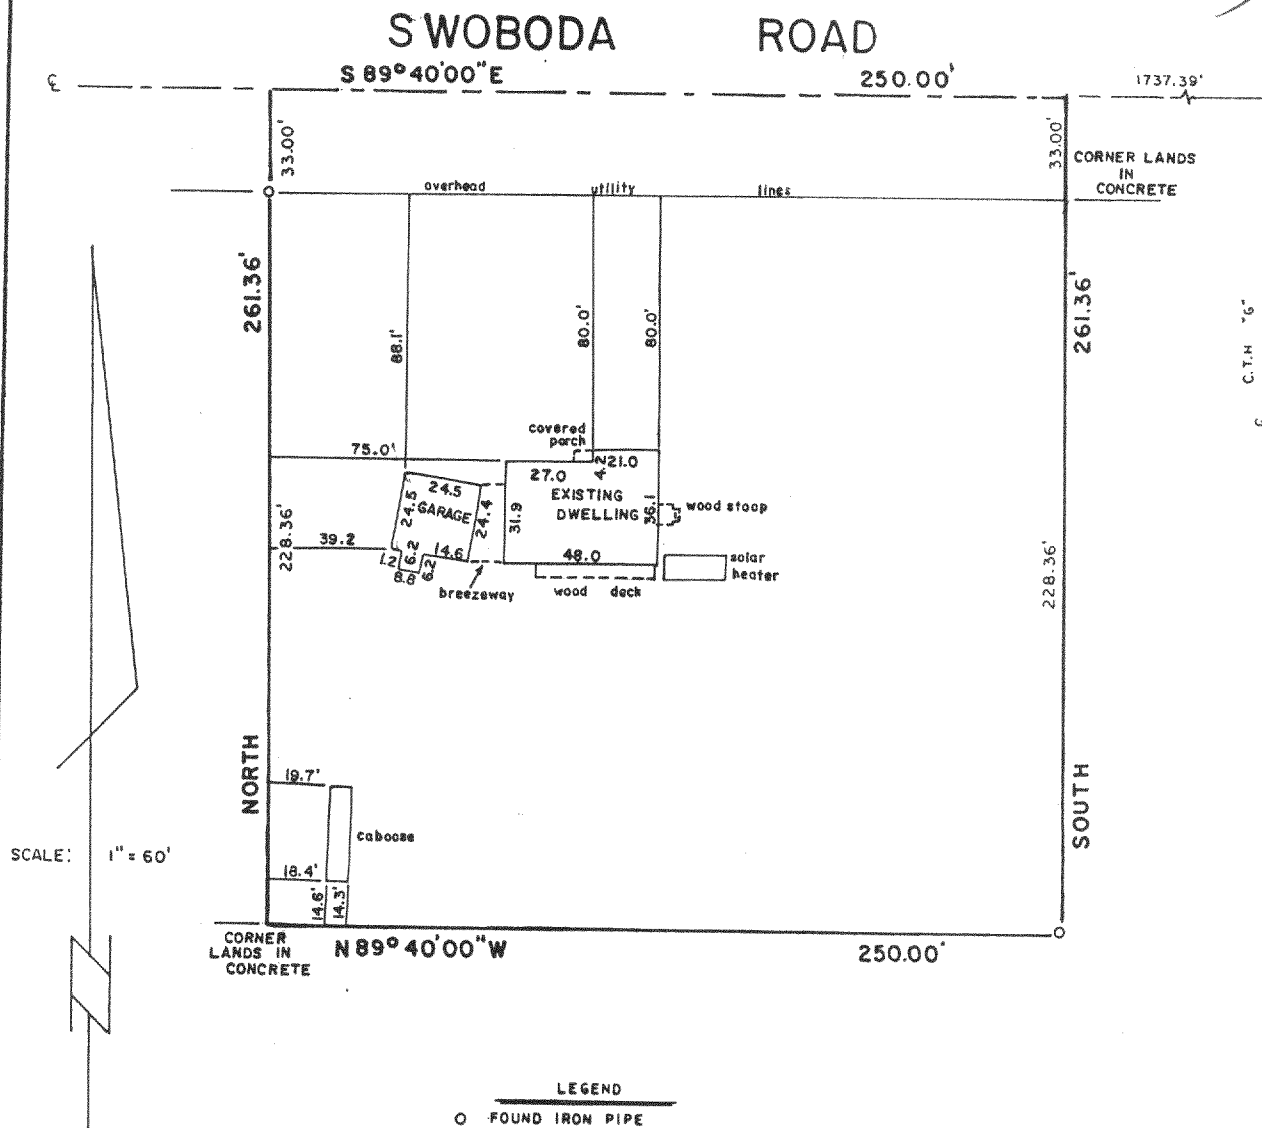 SWOBODA ROAD
℄ S 89°40'00" E 250.00' 1737.39'
33.00'
33.00'
CORNER LANDS
IN
CONCRETE
overhead utility lines
261.36'
261.36'
88.1'
80.0'
80.0'
C.T.H "G"
covered
porch
75.0'
4.2
21.0
27.0
24.5
24.5
GARAGE
24.4
31.9
EXISTING
DWELLING
36.1
wood stoop
228.36'
39.2
1.2
6.2
8.8
6.2
14.6
48.0
solar
heater
breezeway
wood deck
228.36'
NORTH
SOUTH
19.7'
caboose
SCALE: 1" = 60'
18.4'
14.6'
14.3'
CORNER
LANDS IN
CONCRETE
N 89°40'00" W 250.00'
LEGEND
O FOUND IRON PIPE